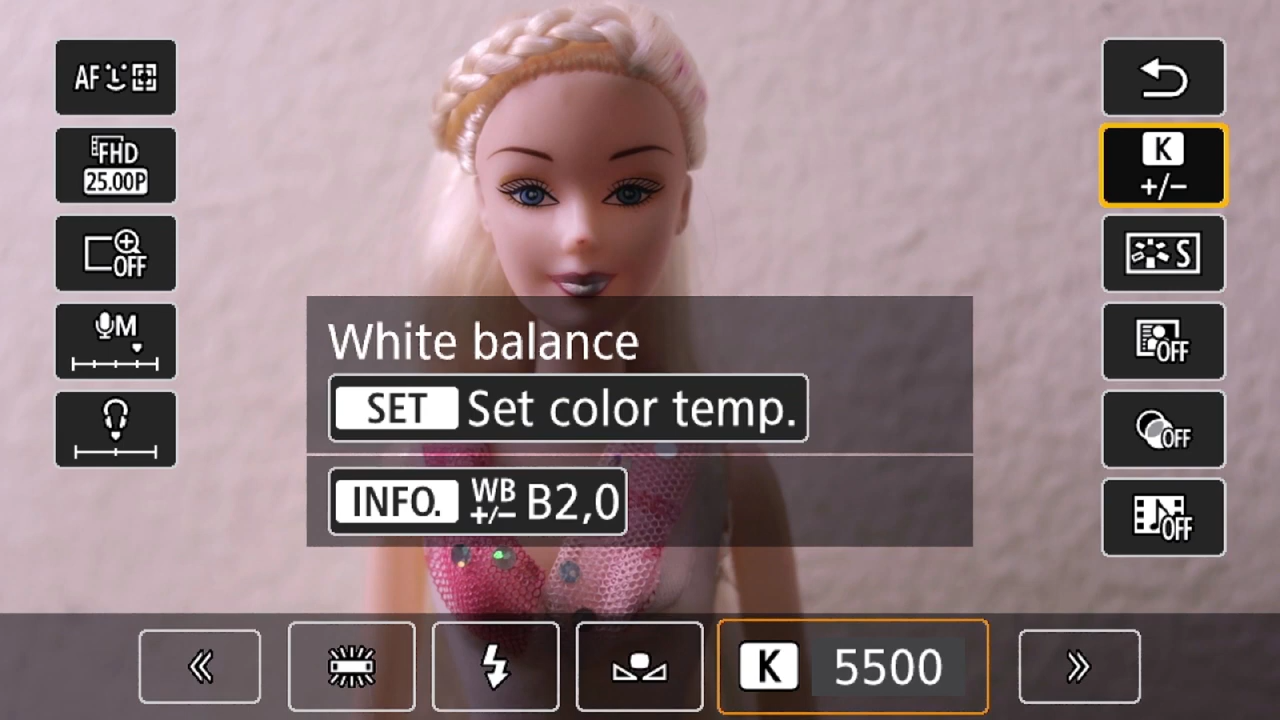 AF
FHD
25.00P
OFF
M
K
+/−
S
OFF
OFF
OFF
White balance
SET Set color temp.
INFO. WB +/− B2,0
K 5500